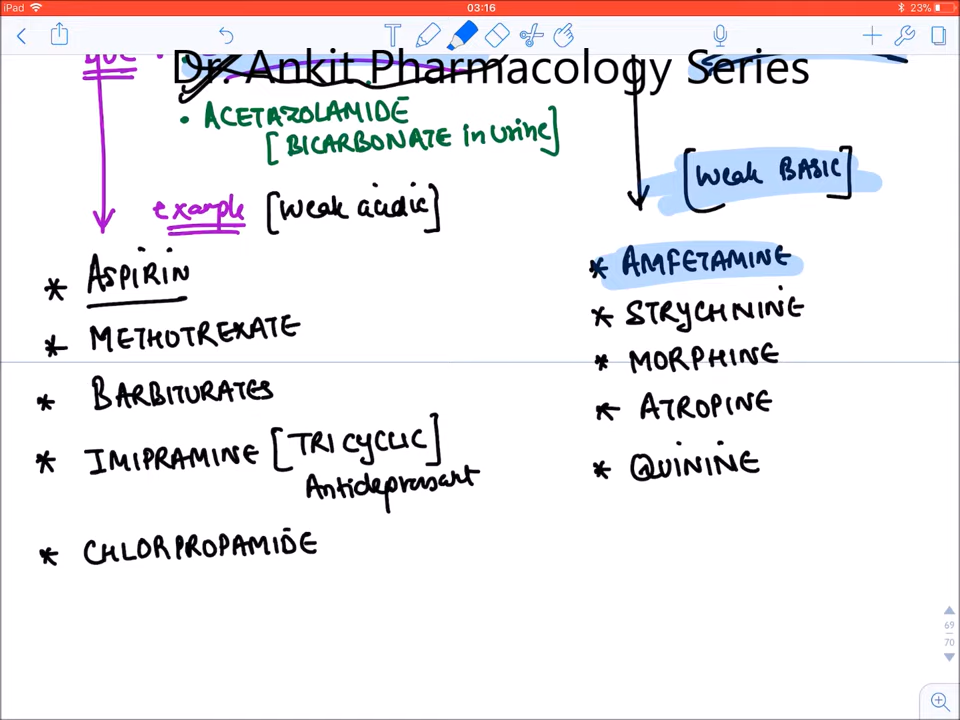 iPad 03:16 23%
Dr. Ankit Pharmacology Series
• ACETAZOLAMIDE
[BICARBONATE in urine]
example [Weak acidic]
* ASPIRIN
* METHOTREXATE
* BARBITURATES
* IMIPRAMINE [TRICYCLIC]
* CHLORPROPAMIDE
[Weak BASIC]
* AMFETAMINE
* STRYCHNINE
* MORPHINE
* ATROPINE
* QUININE
69
70